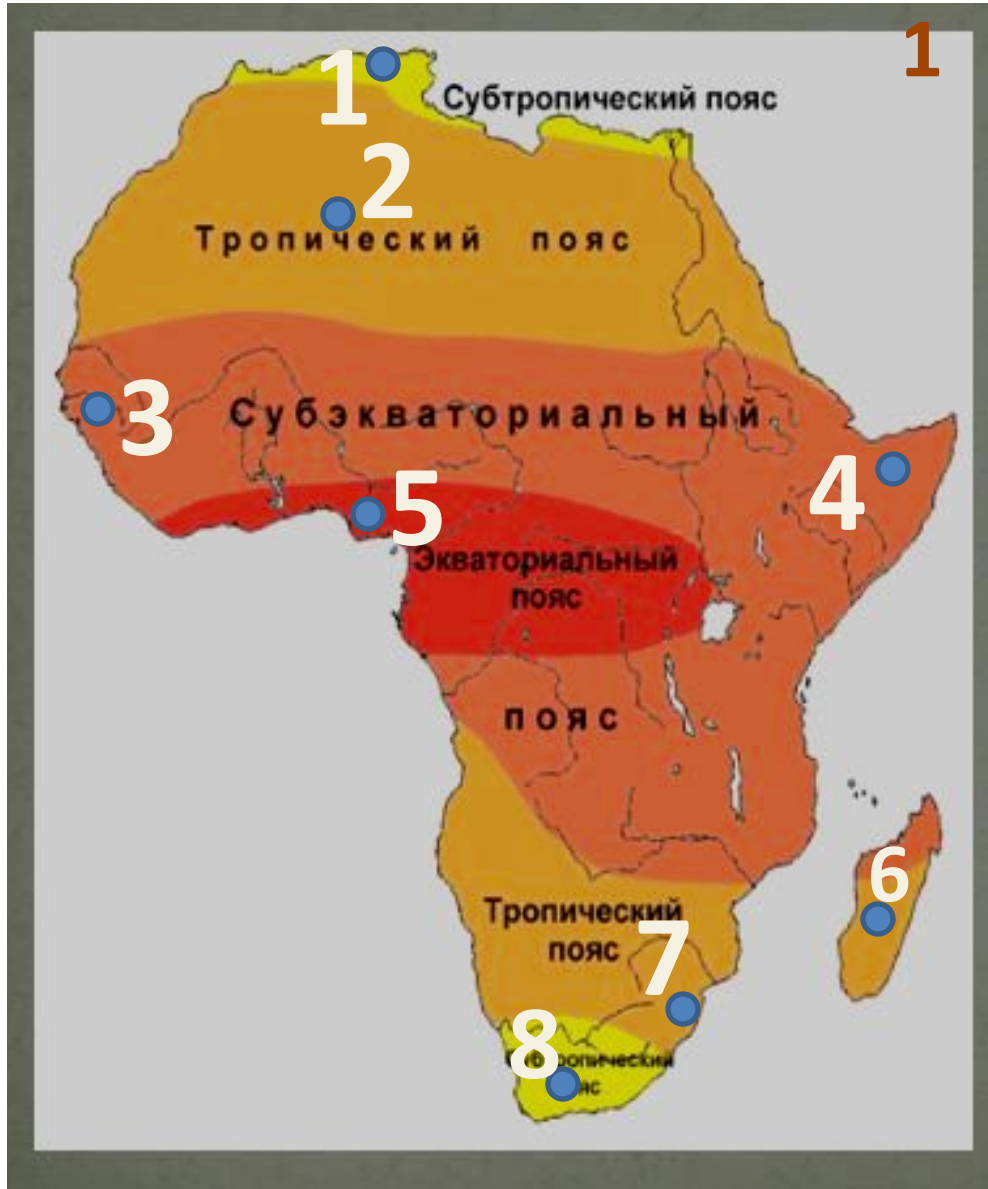 1
1
Субтропический пояс
2
Тропический пояс
3
Субэкваториальный
4
5
Экваториальный
пояс
пояс
6
Тропический
пояс
7
8